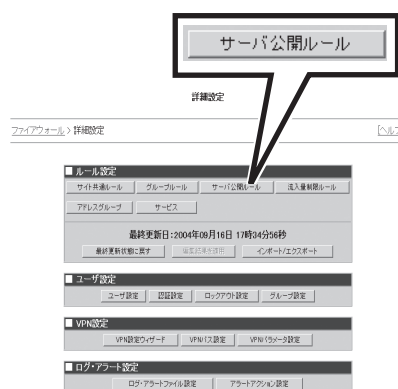 サーバ公開ルール
詳細設定
ファイアウォール > 詳細設定
[ヘルプ
■ ルール設定
サイト共通ルール グループルール サーバ公開ルール 流入量制限ルール
アドレスグループ サービス
最終更新日:2004年09月16日 17時34分56秒
最終更新状態に戻す 編集結果を適用 インポート/エクスポート
■ ユーザ設定
ユーザ設定 認証設定 ロックアウト設定 グループ設定
■ VPN設定
VPN設定ウィザード VPNパス設定 VPNパラメータ設定
■ ログ・アラート設定
ログ・アラートファイル設定 アラートアクション設定